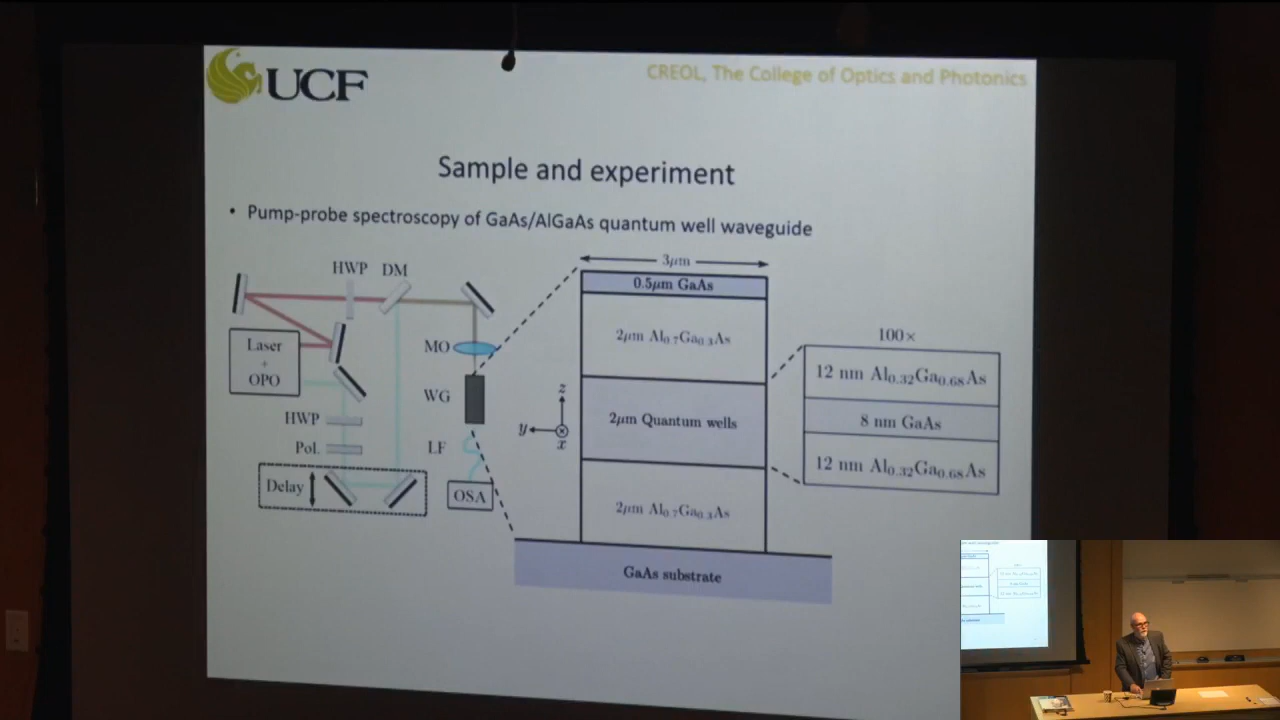 UCF
CREOL, The College of Optics and Photonics
Sample and experiment
• Pump-probe spectroscopy of GaAs/AlGaAs quantum well waveguide
HWP DM
Laser
+
OPO
MO
WG
HWP
Pol.
LF
Delay
OSA
3μm
0.5μm GaAs
2μm Al0.7Ga0.3As
2μm Quantum wells
2μm Al0.7Ga0.3As
GaAs substrate
z
y
x
100×
12 nm Al0.32Ga0.68As
8 nm GaAs
12 nm Al0.32Ga0.68As